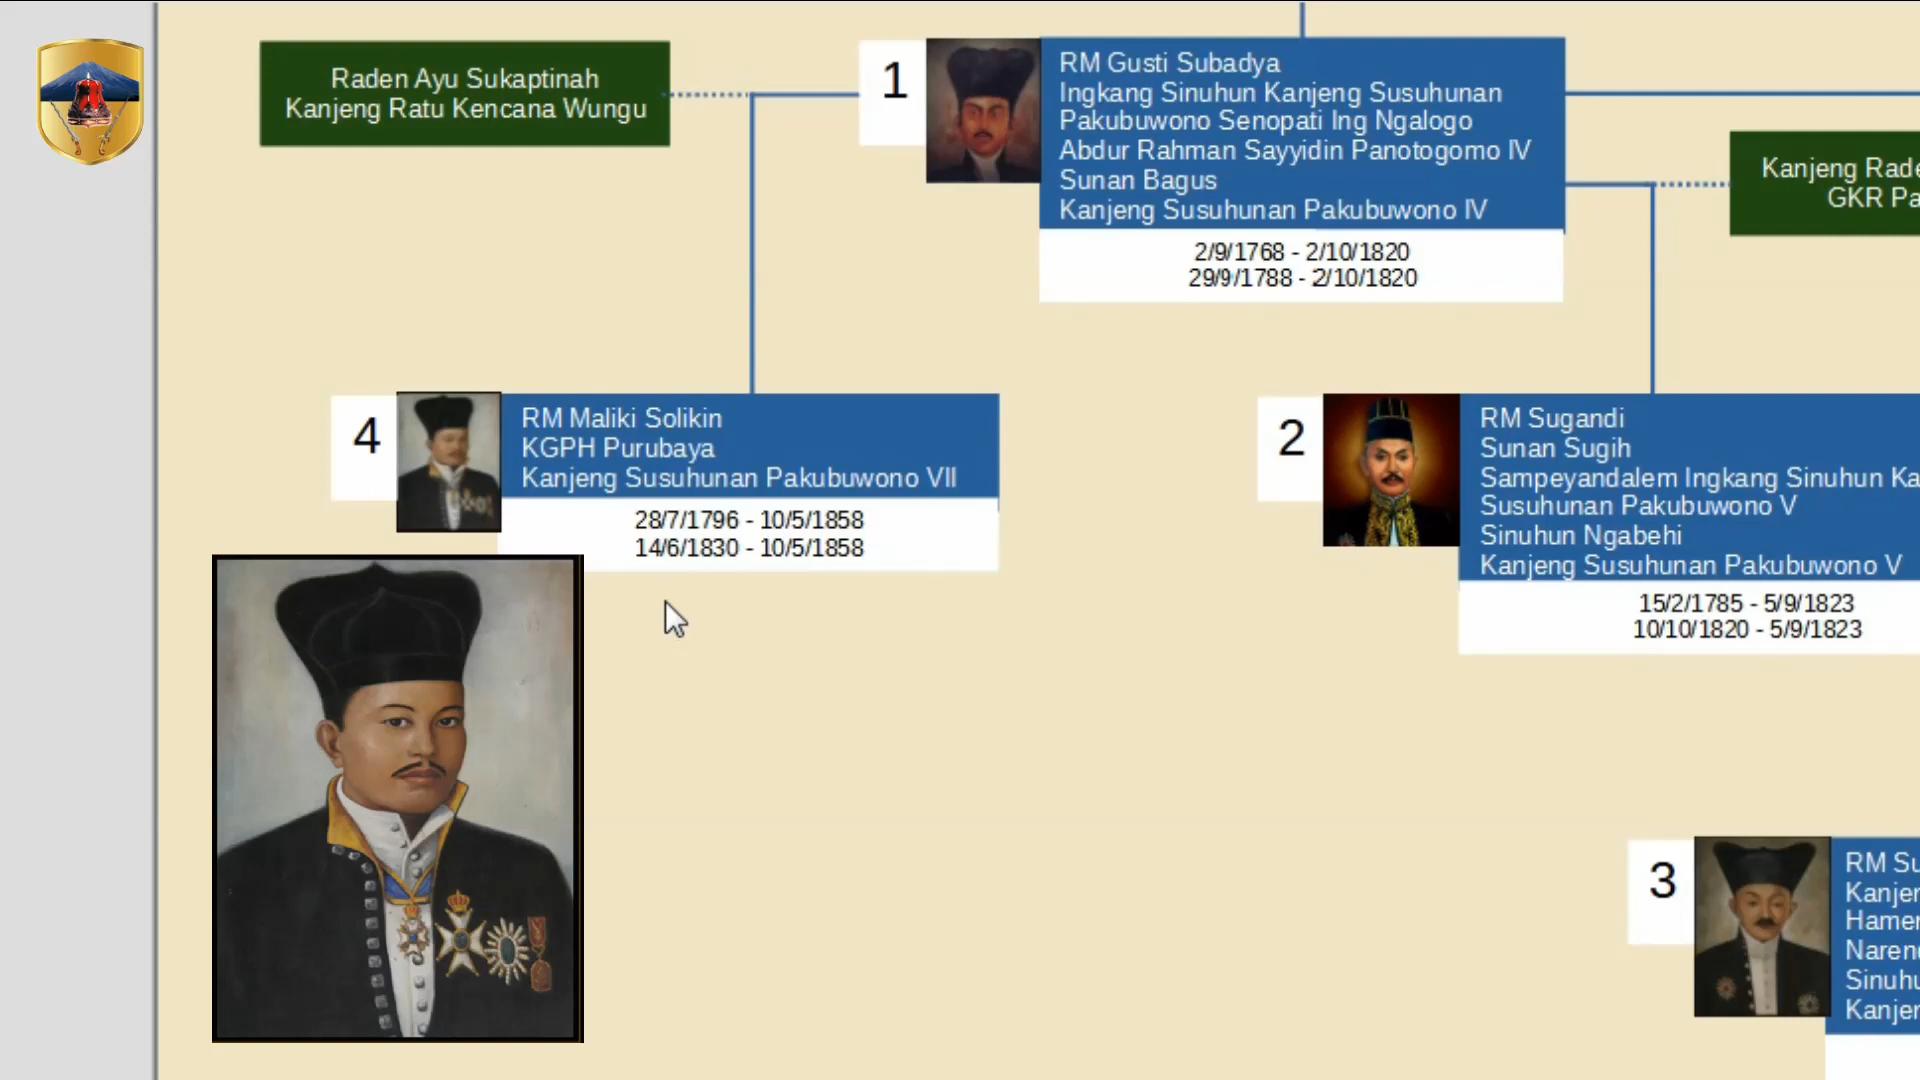 Raden Ayu Sukaptinah
Kanjeng Ratu Kencana Wungu
1
RM Gusti Subadya
Ingkang Sinuhun Kanjeng Susuhunan
Pakubuwono Senopati Ing Ngalogo
Abdur Rahman Sayyidin Panotogomo IV
Sunan Bagus
Kanjeng Susuhunan Pakubuwono IV
2/9/1768 - 2/10/1820
29/9/1788 - 2/10/1820
Kanjeng Rade
GKR Pa
4
RM Maliki Solikin
KGPH Purubaya
Kanjeng Susuhunan Pakubuwono VII
28/7/1796 - 10/5/1858
14/6/1830 - 10/5/1858
2
RM Sugandi
Sunan Sugih
Sampeyandalem Ingkang Sinuhun Ka
Susuhunan Pakubuwono V
Sinuhun Ngabehi
Kanjeng Susuhunan Pakubuwono V
15/2/1785 - 5/9/1823
10/10/1820 - 5/9/1823
3
RM Su
Kanjen
Hamen
Naren
Sinuhu
Kanjen